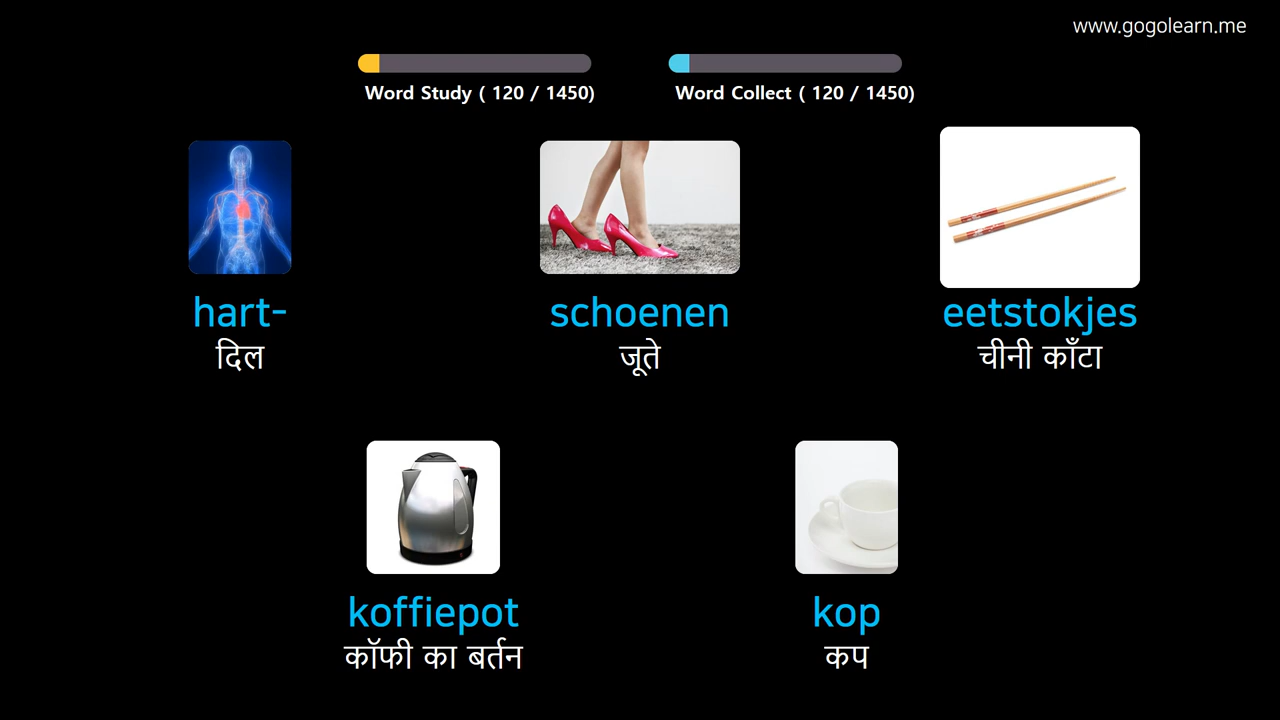 www.gogolearn.me
Word Study ( 120 / 1450)
Word Collect ( 120 / 1450)
hart-
दिल
schoenen
जूते
eetstokjes
चीनी काँटा
koffiepot
कॉफी का बर्तन
kop
कप